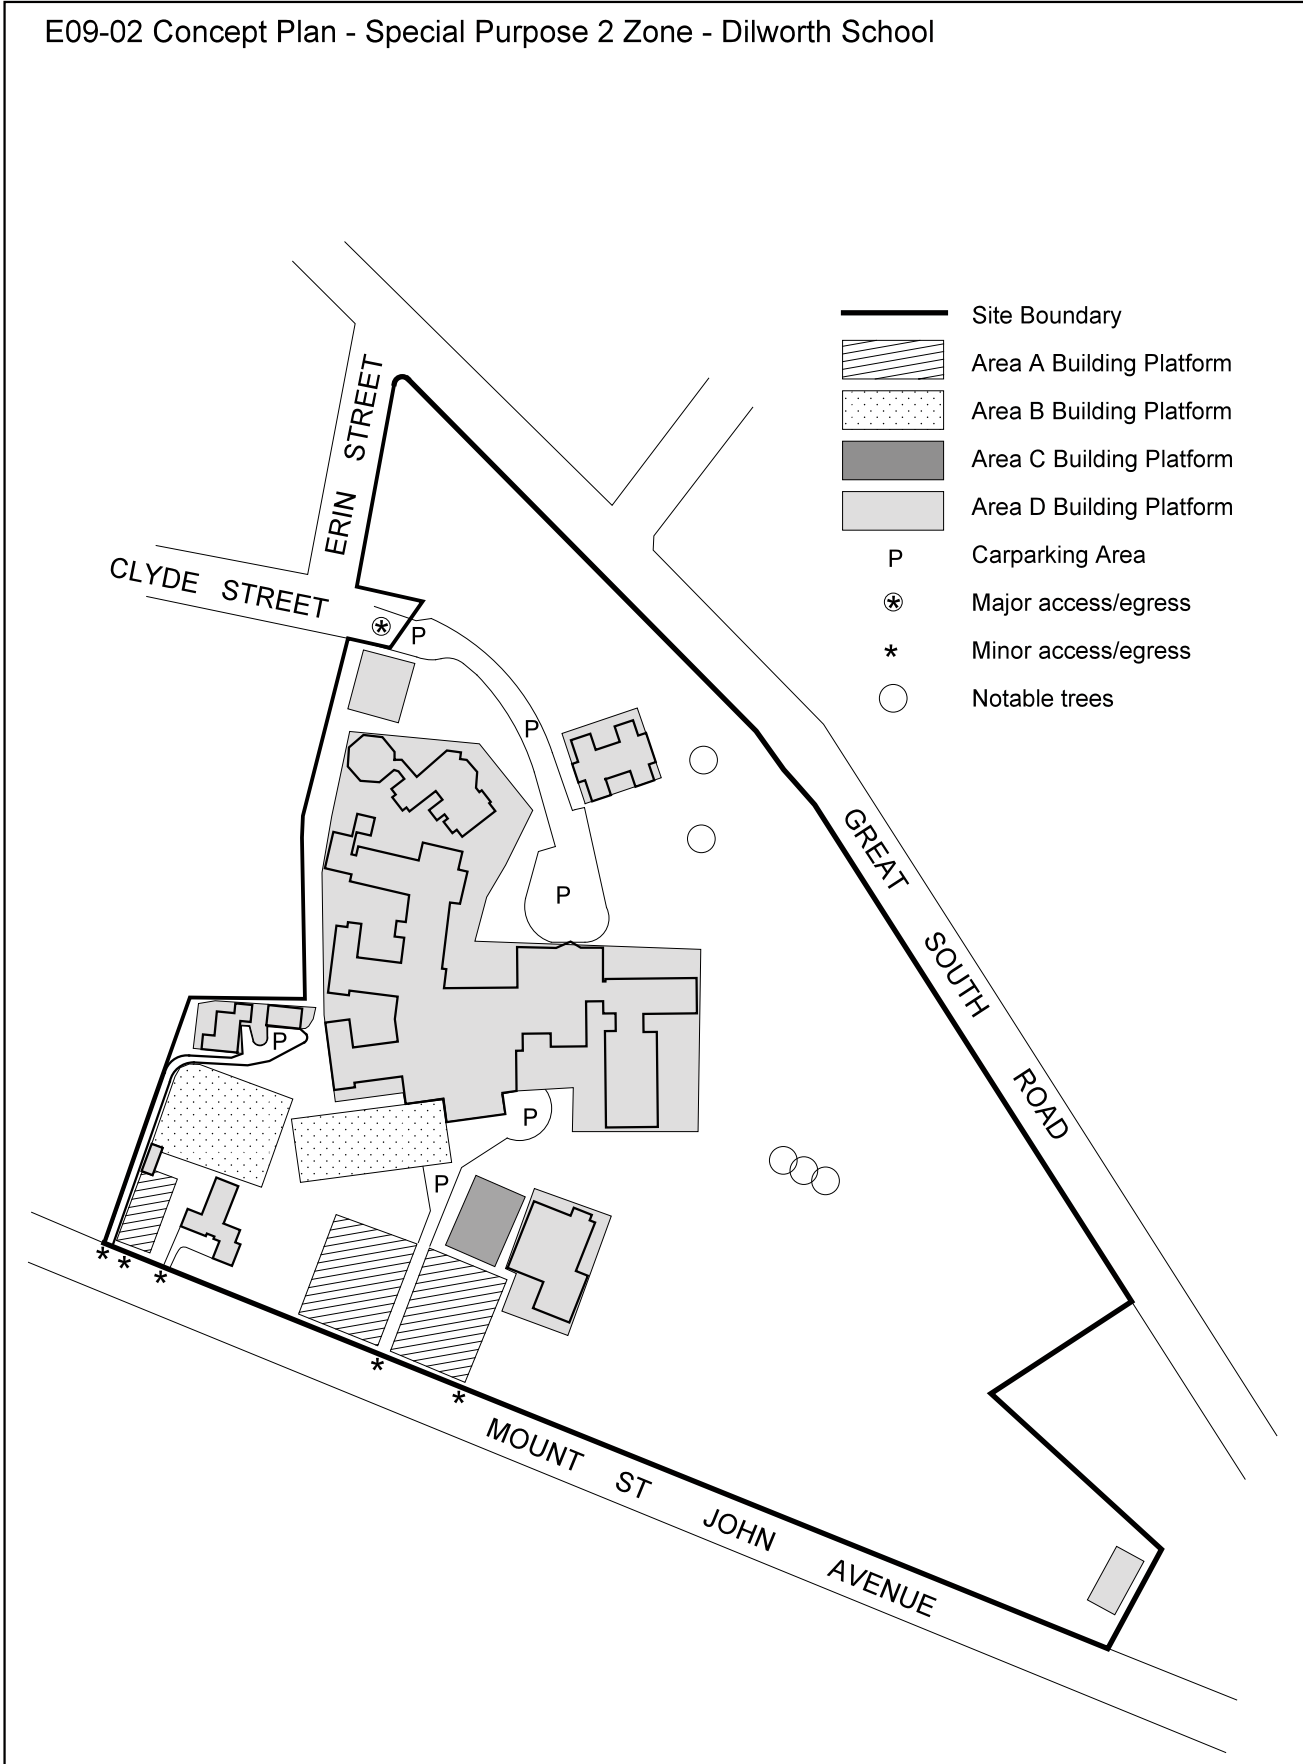 E09-02 Concept Plan - Special Purpose 2 Zone - Dilworth School
Site Boundary
Area A Building Platform
Area B Building Platform
Area C Building Platform
Area D Building Platform
P Carparking Area
* Major access/egress
* Minor access/egress
Notable trees
ERIN STREET
CLYDE STREET
*
P
P
P
GREAT SOUTH ROAD
P
P
P
* * *
*
*
MOUNT ST JOHN AVENUE